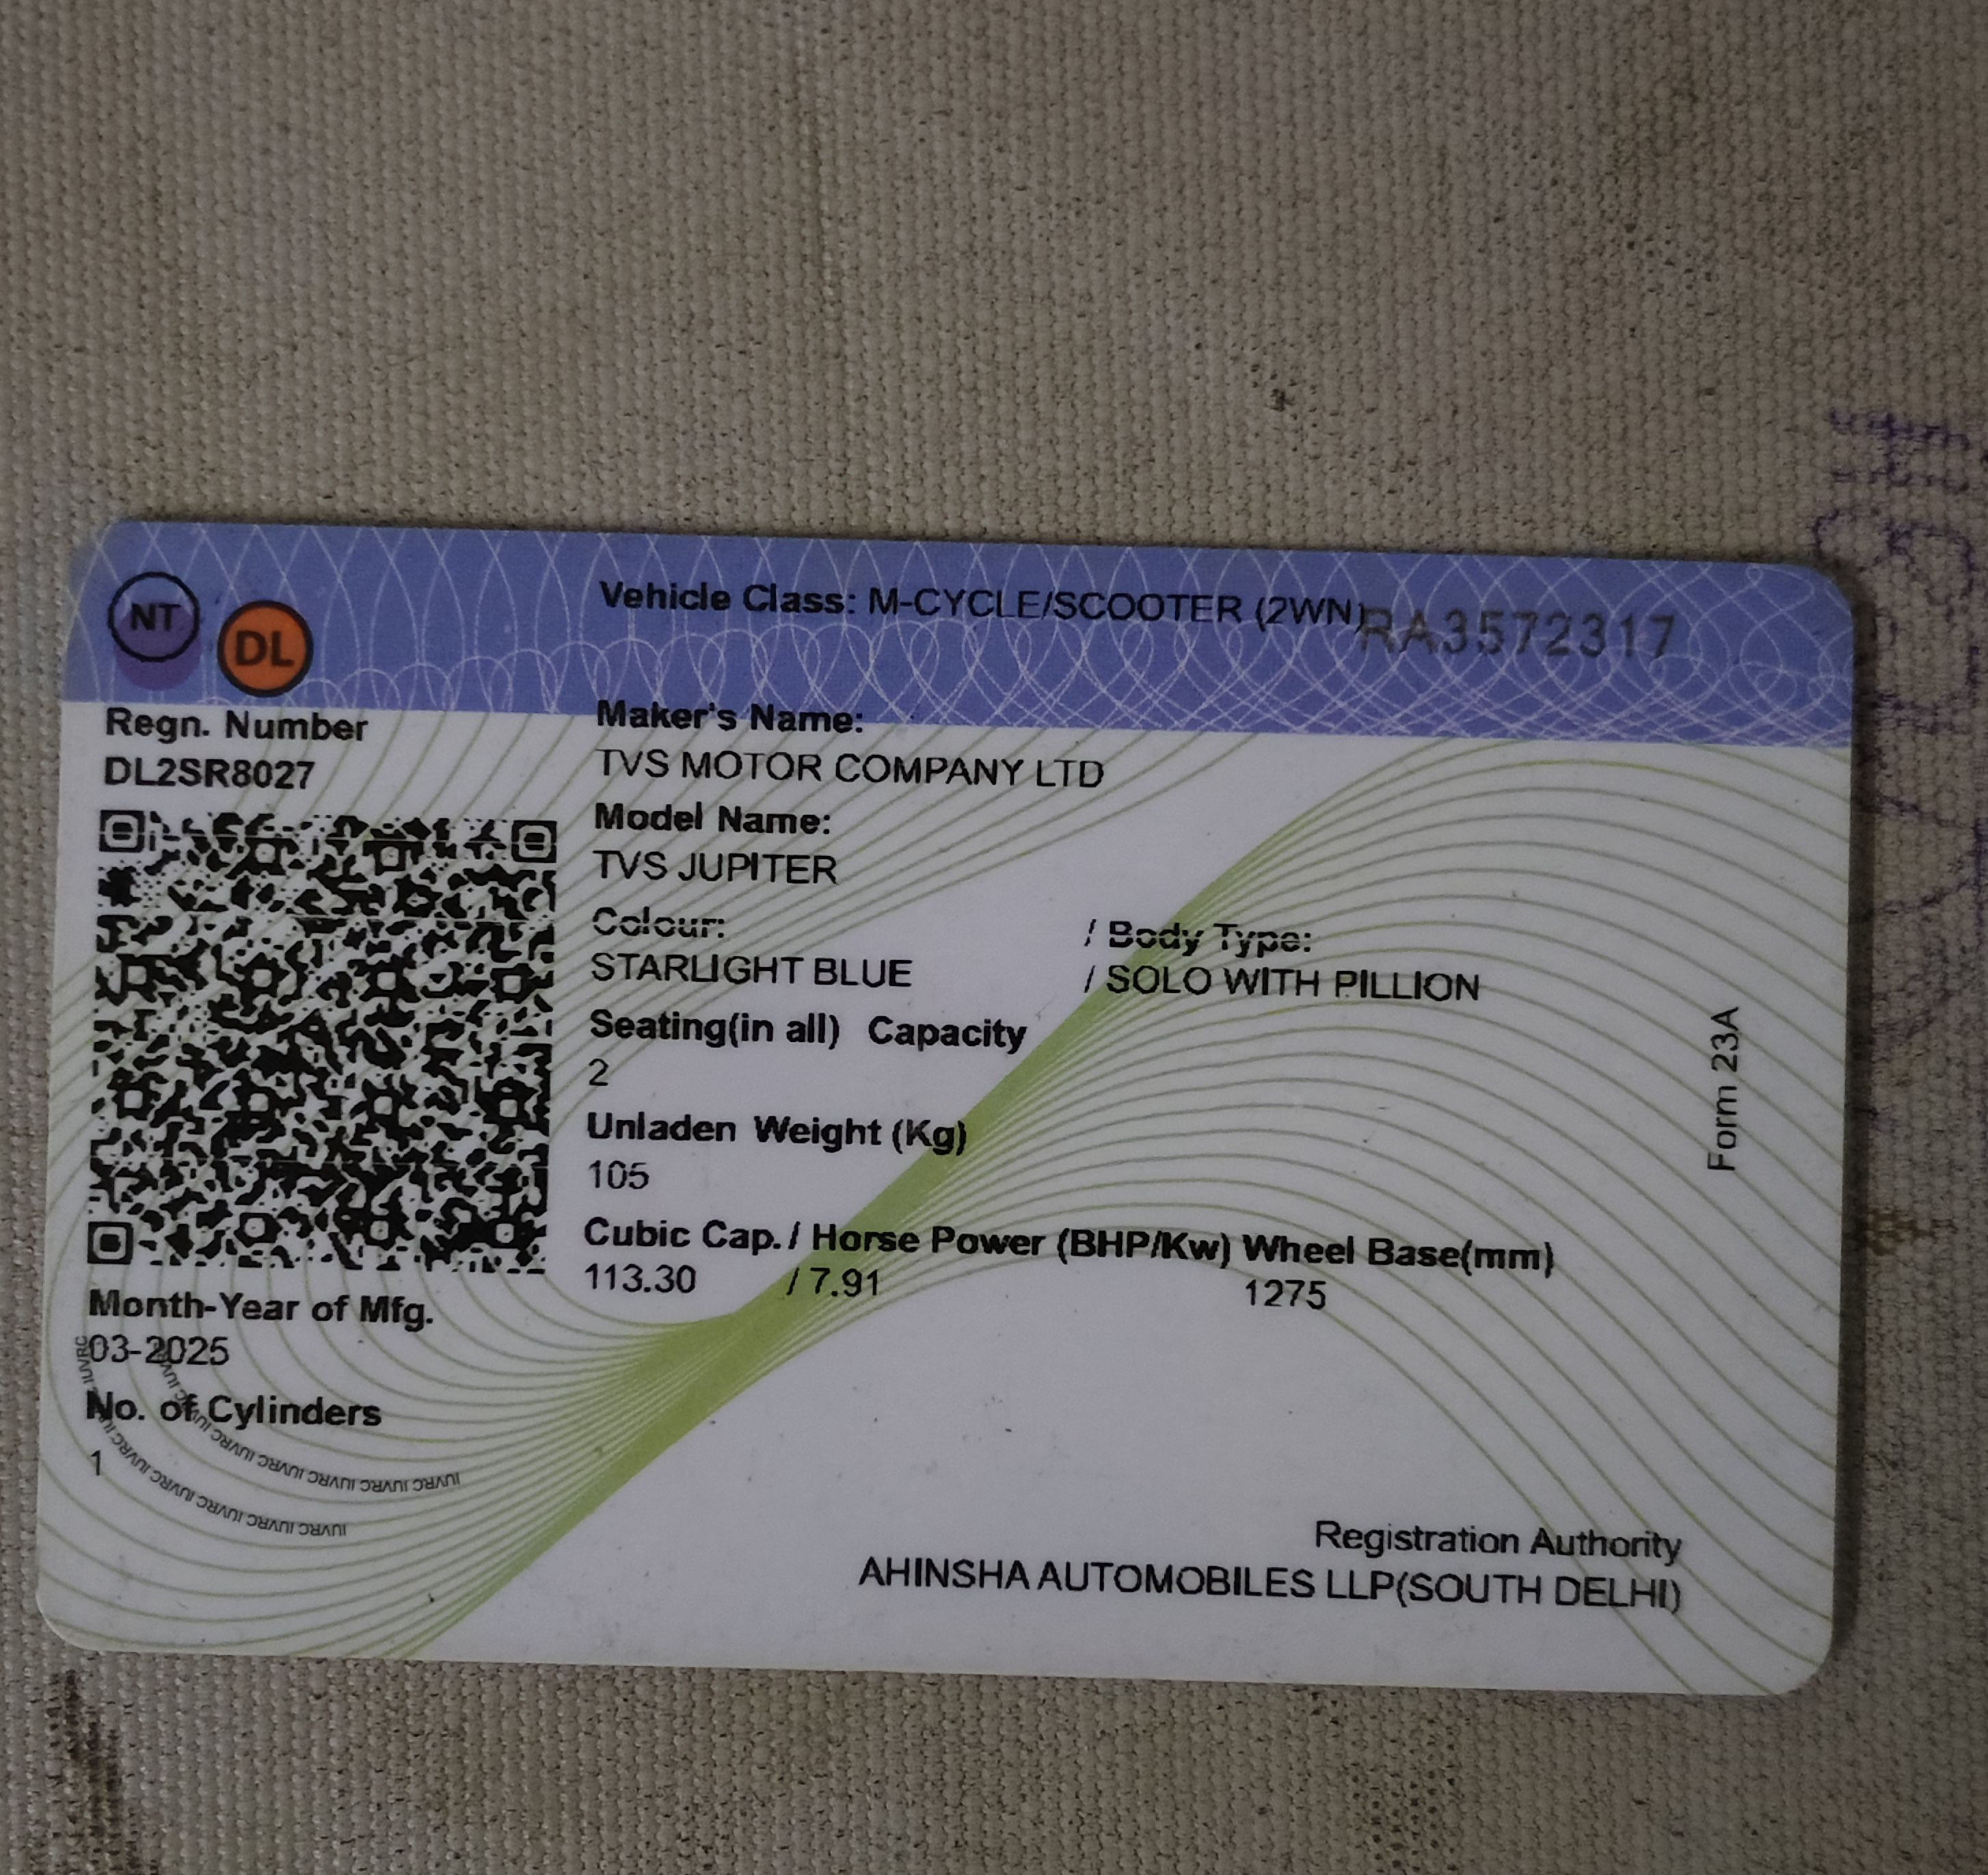 NT
DL
Vehicle Class: M-CYCLE/SCOOTER (2WN)
RA3572317
Regn. Number
DL2SR8027
Maker's Name:
TVS MOTOR COMPANY LTD
Model Name:
TVS JUPITER
Colour: / Body Type:
STARLIGHT BLUE / SOLO WITH PILLION
Seating(in all) Capacity
2
Unladen Weight (Kg)
105
Cubic Cap. / Horse Power (BHP/Kw) Wheel Base(mm)
113.30 / 7.91 1275
Month-Year of Mfg.
03-2025
No. of Cylinders
1
IUVRC IUVRC IUVRC IUVRC IUVRC
IUVRC IUVRC IUVRC IUVRC IUVRC
Form 23A
Registration Authority
AHINSHA AUTOMOBILES LLP(SOUTH DELHI)